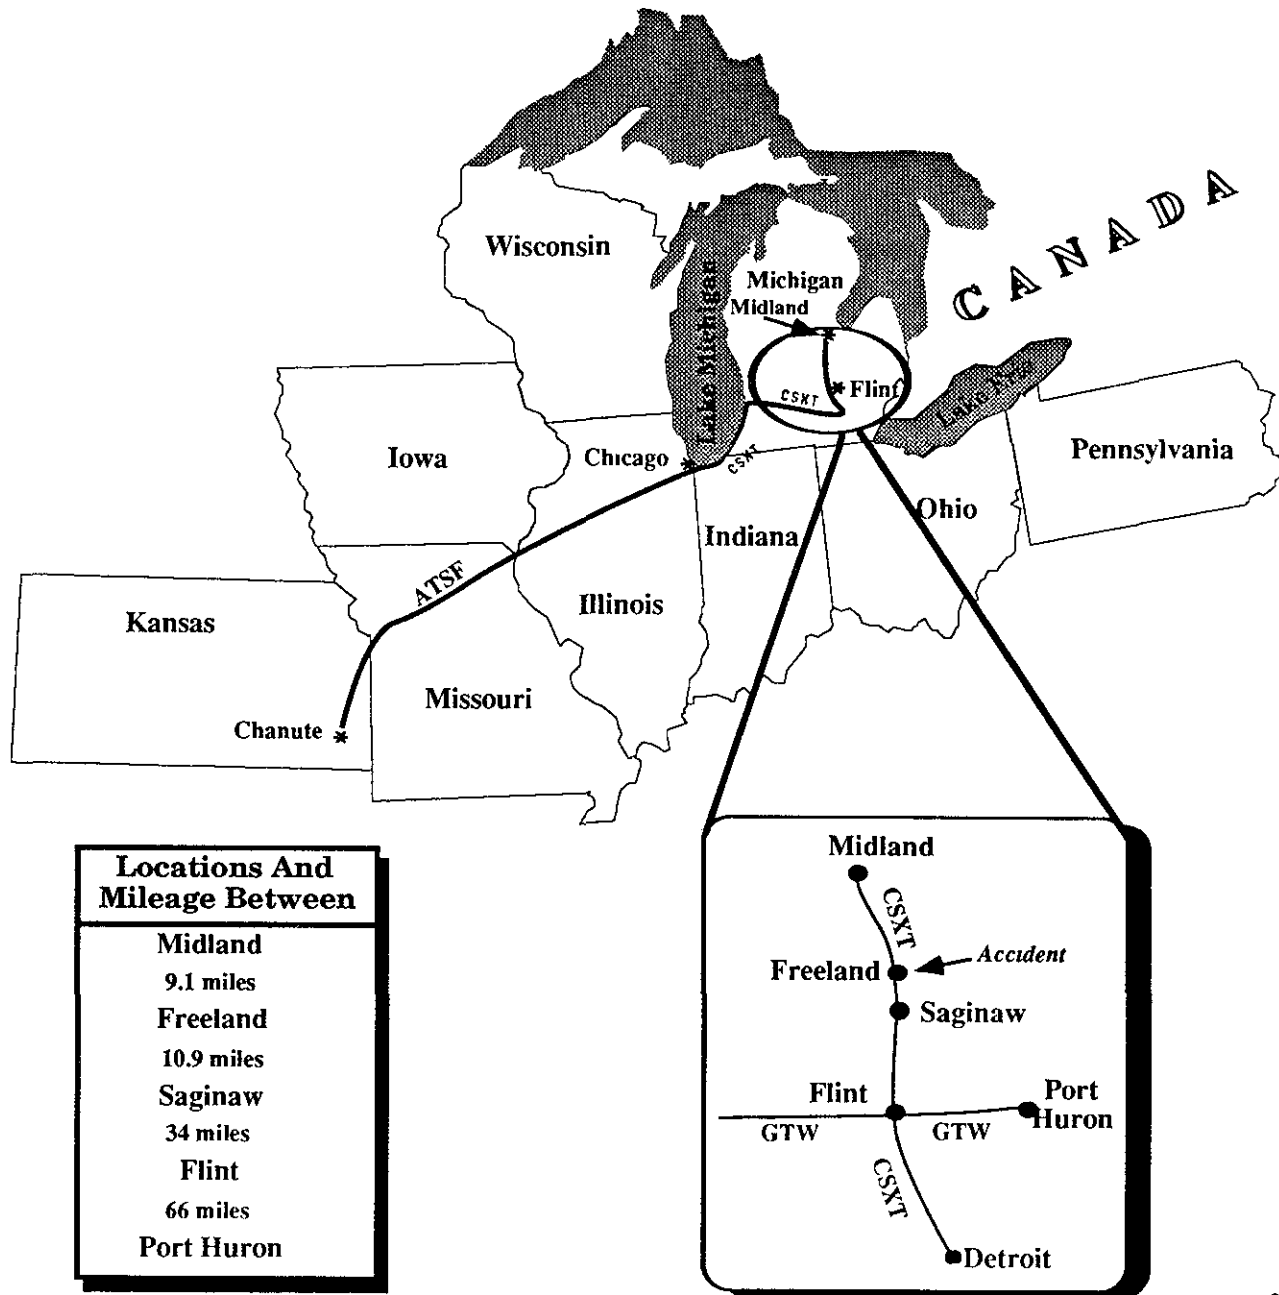 CANADA
Wisconsin
Lake Michigan
Michigan
Midland
CSXT
Flint
Lake Erie
Iowa
Chicago
CSXT
Pennsylvania
Ohio
Indiana
ATSF
Illinois
Kansas
Missouri
Chanute
Locations And
Mileage Between
Midland
9.1 miles
Freeland
10.9 miles
Saginaw
34 miles
Flint
66 miles
Port Huron
Midland
CSXT
Freeland
Accident
Saginaw
Flint
Port
Huron
GTW
GTW
CSXT
Detroit